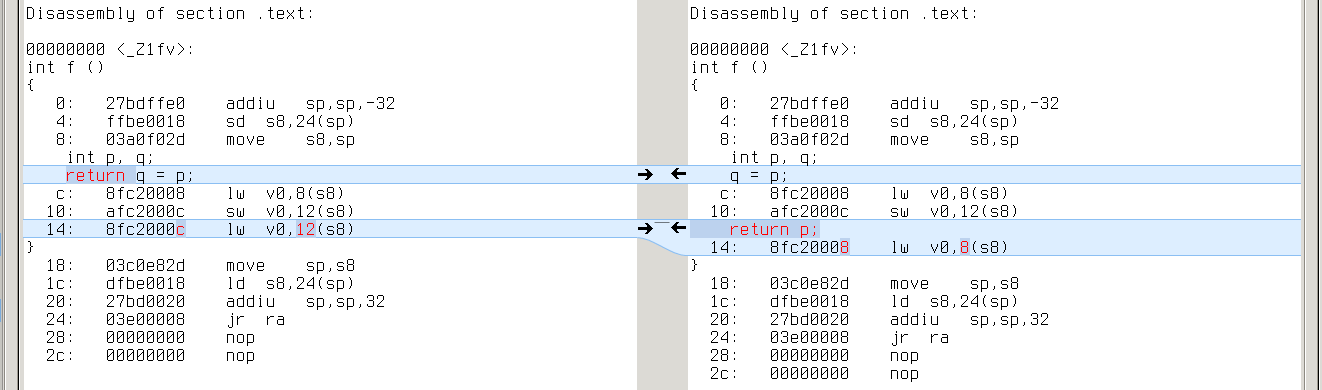 Disassembly of section .text:
00000000 <_Z1fv>:
int f ()
{
0: 27bdffe0 addiu sp,sp,-32
4: ffbe0018 sd s8,24(sp)
8: 03a0f02d move s8,sp
int p, q;
return q = p;
c: 8fc20008 lw v0,8(s8)
10: afc2000c sw v0,12(s8)
14: 8fc2000c lw v0,12(s8)
}
18: 03c0e82d move sp,s8
1c: dfbe0018 ld s8,24(sp)
20: 27bd0020 addiu sp,sp,32
24: 03e00008 jr ra
28: 00000000 nop
2c: 00000000 nop
Disassembly of section .text:
00000000 <_Z1fv>:
int f ()
{
0: 27bdffe0 addiu sp,sp,-32
4: ffbe0018 sd s8,24(sp)
8: 03a0f02d move s8,sp
int p, q;
q = p;
c: 8fc20008 lw v0,8(s8)
10: afc2000c sw v0,12(s8)
return p;
14: 8fc20008 lw v0,8(s8)
}
18: 03c0e82d move sp,s8
1c: dfbe0018 ld s8,24(sp)
20: 27bd0020 addiu sp,sp,32
24: 03e00008 jr ra
28: 00000000 nop
2c: 00000000 nop